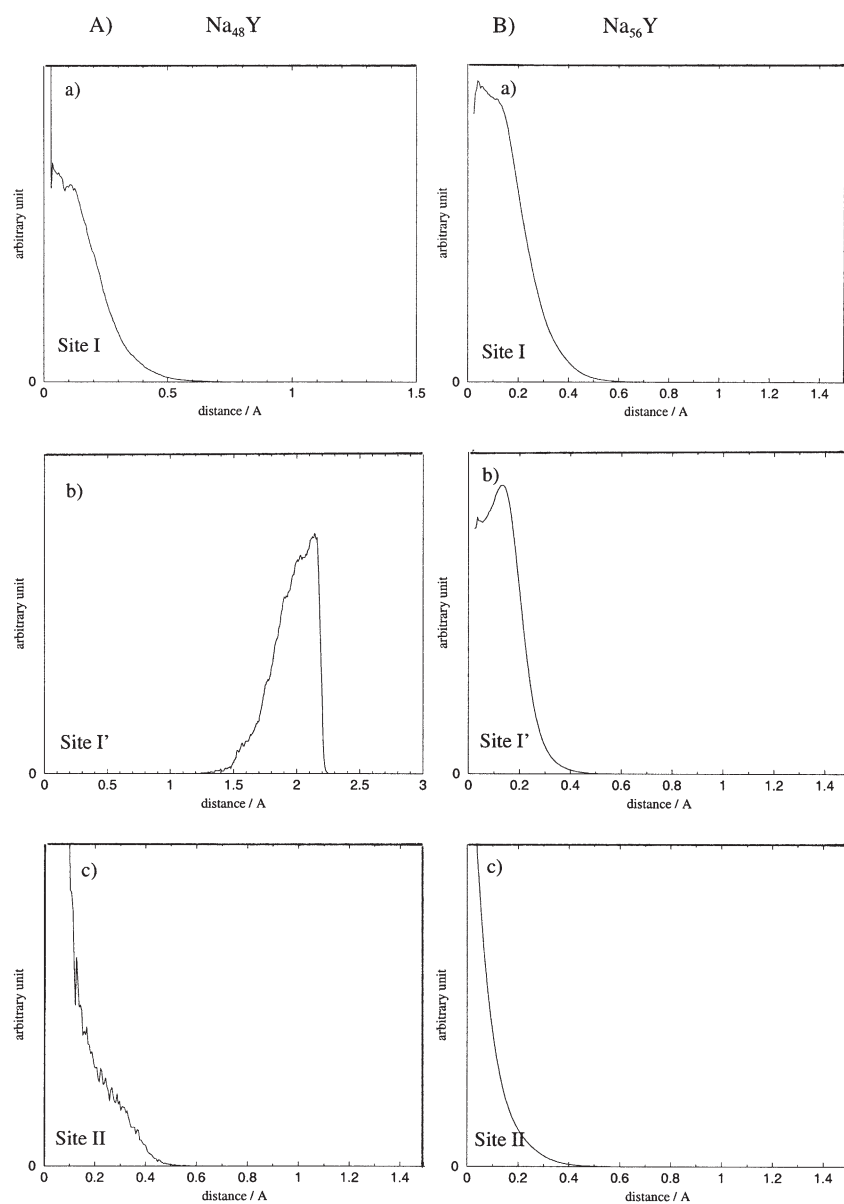 A) Na48Y B) Na56Y
a)
arbitrary unit
Site I
0
0 0.5 1 1.5
distance / A
a)
arbitrary unit
Site I
0
0 0.2 0.4 0.6 0.8 1 1.2 1.4
distance / A
b)
arbitrary unit
Site I'
0
0 0.5 1 1.5 2 2.5 3
distance / A
b)
arbitrary unit
Site I'
0
0 0.2 0.4 0.6 0.8 1 1.2 1.4
distance / A
c)
arbitrary unit
Site II
0
0 0.2 0.4 0.6 0.8 1 1.2 1.4
distance / A
c)
arbitrary unit
Site II
0
0 0.2 0.4 0.6 0.8 1 1.2 1.4
distance / A